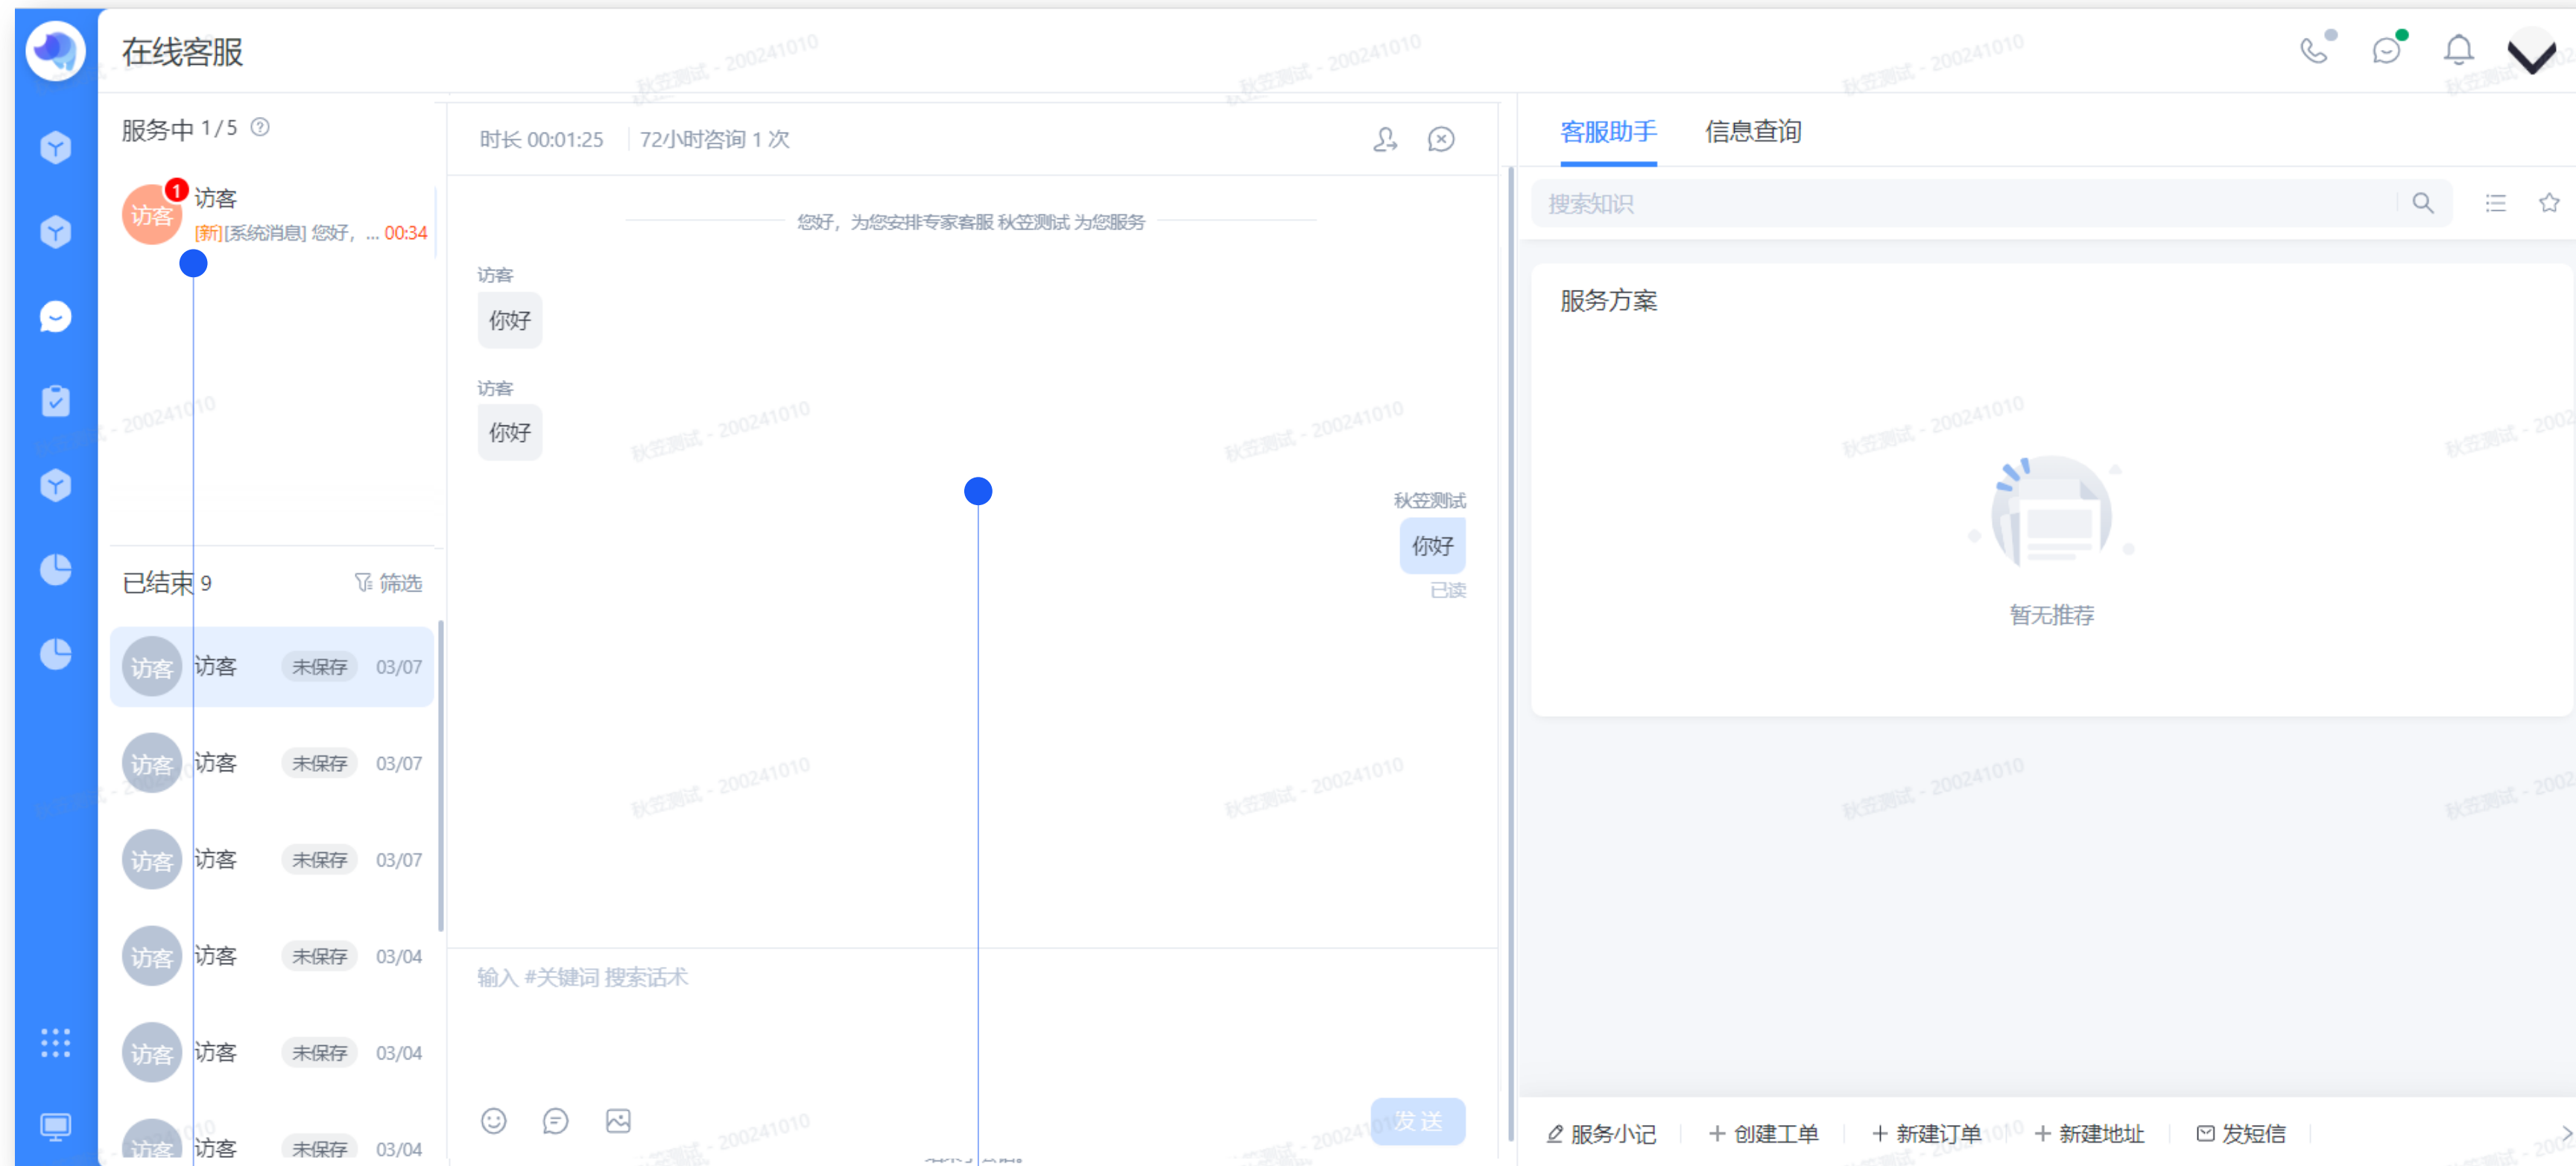 在线客服
服务中 1/5
访客
1
访客
[新][系统消息] 您好，... 00:34
已结束 9
筛选
访客 访客 未保存 03/07
访客 访客 未保存 03/07
访客 访客 未保存 03/07
访客 访客 未保存 03/04
访客 访客 未保存 03/04
访客 访客 未保存 03/04
时长 00:01:25
72小时咨询 1 次
您好，为您安排专家客服 秋笠测试 为您服务
访客
你好
访客
你好
秋笠测试
你好
已读
输入 #关键词 搜索话术
发送
客服助手
信息查询
搜索知识
服务方案
暂无推荐
服务小记
+ 创建工单
+ 新建订单
+ 新建地址
发短信
秋笠测试 - 200241010